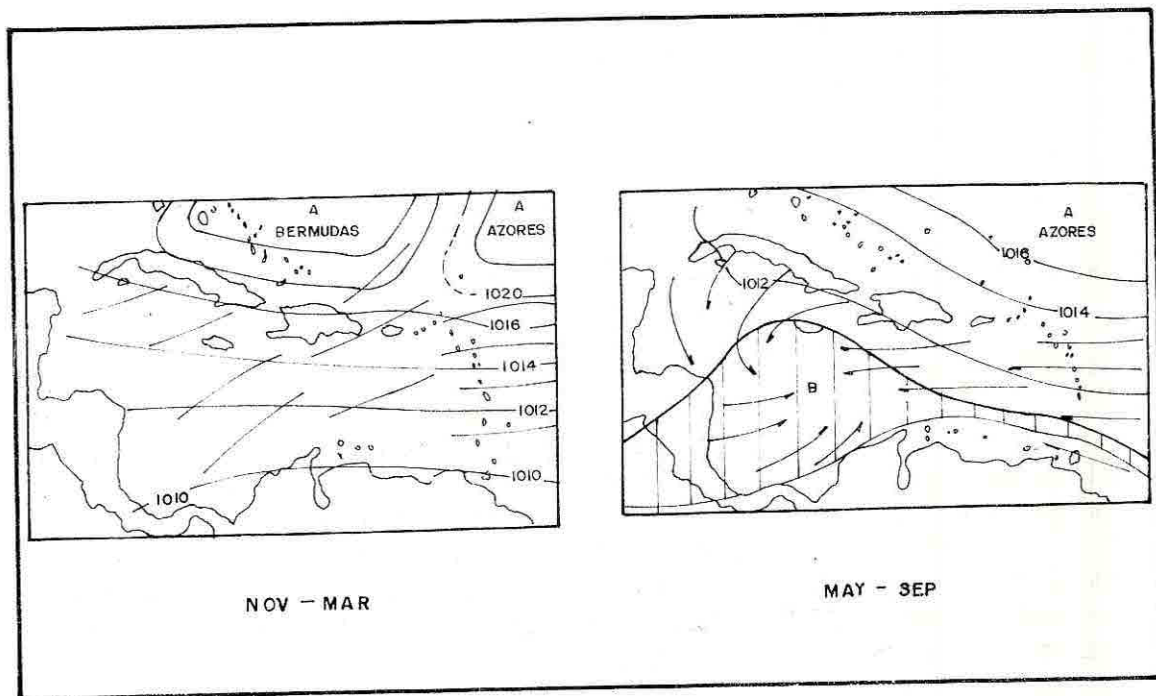 A
BERMUDAS
A
AZORES
1020
1016
1014
1012
1010
1010
NOV - MAR
A
AZORES
1016
1012
1014
B
MAY - SEP